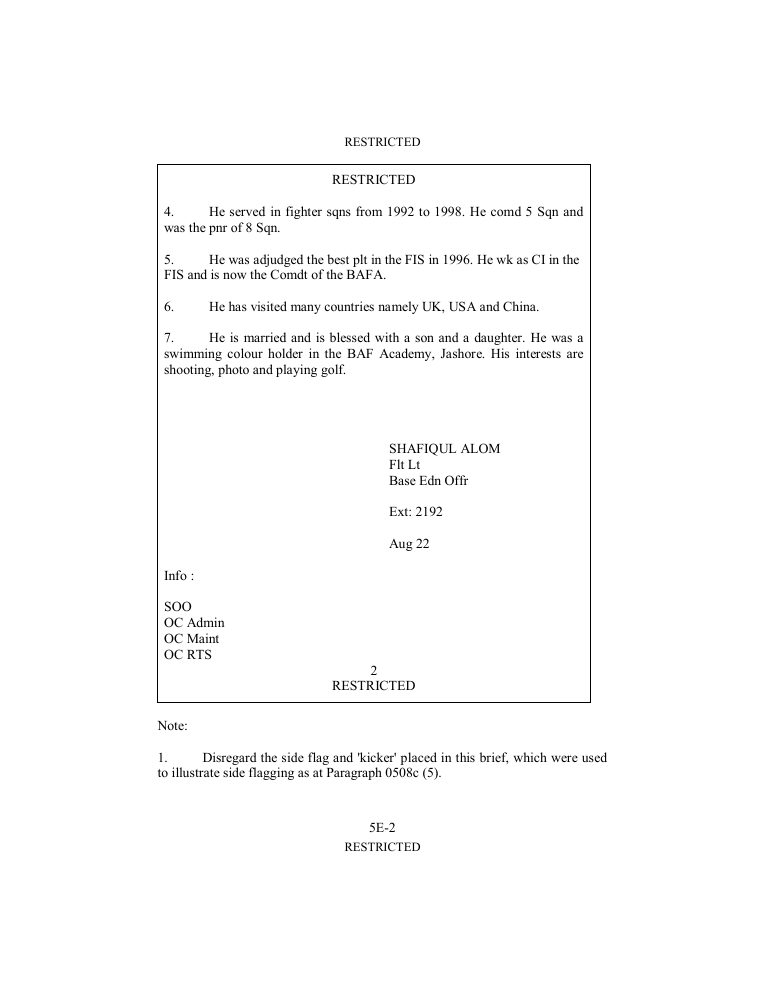 RESTRICTED
RESTRICTED
4. He served in fighter sqns from 1992 to 1998. He comd 5 Sqn and
was the pnr of 8 Sqn.
5. He was adjudged the best plt in the FIS in 1996. He wk as CI in the
FIS and is now the Comdt of the BAFA.
6. He has visited many countries namely UK, USA and China.
7. He is married and is blessed with a son and a daughter. He was a
swimming colour holder in the BAF Academy, Jashore. His interests are
shooting, photo and playing golf.
SHAFIQUL ALOM
Flt Lt
Base Edn Offr
Ext: 2192
Aug 22
Info :
SOO
OC Admin
OC Maint
OC RTS
2
RESTRICTED
Note:
1. Disregard the side flag and 'kicker' placed in this brief, which were used
to illustrate side flagging as at Paragraph 0508c (5).
5E-2
RESTRICTED